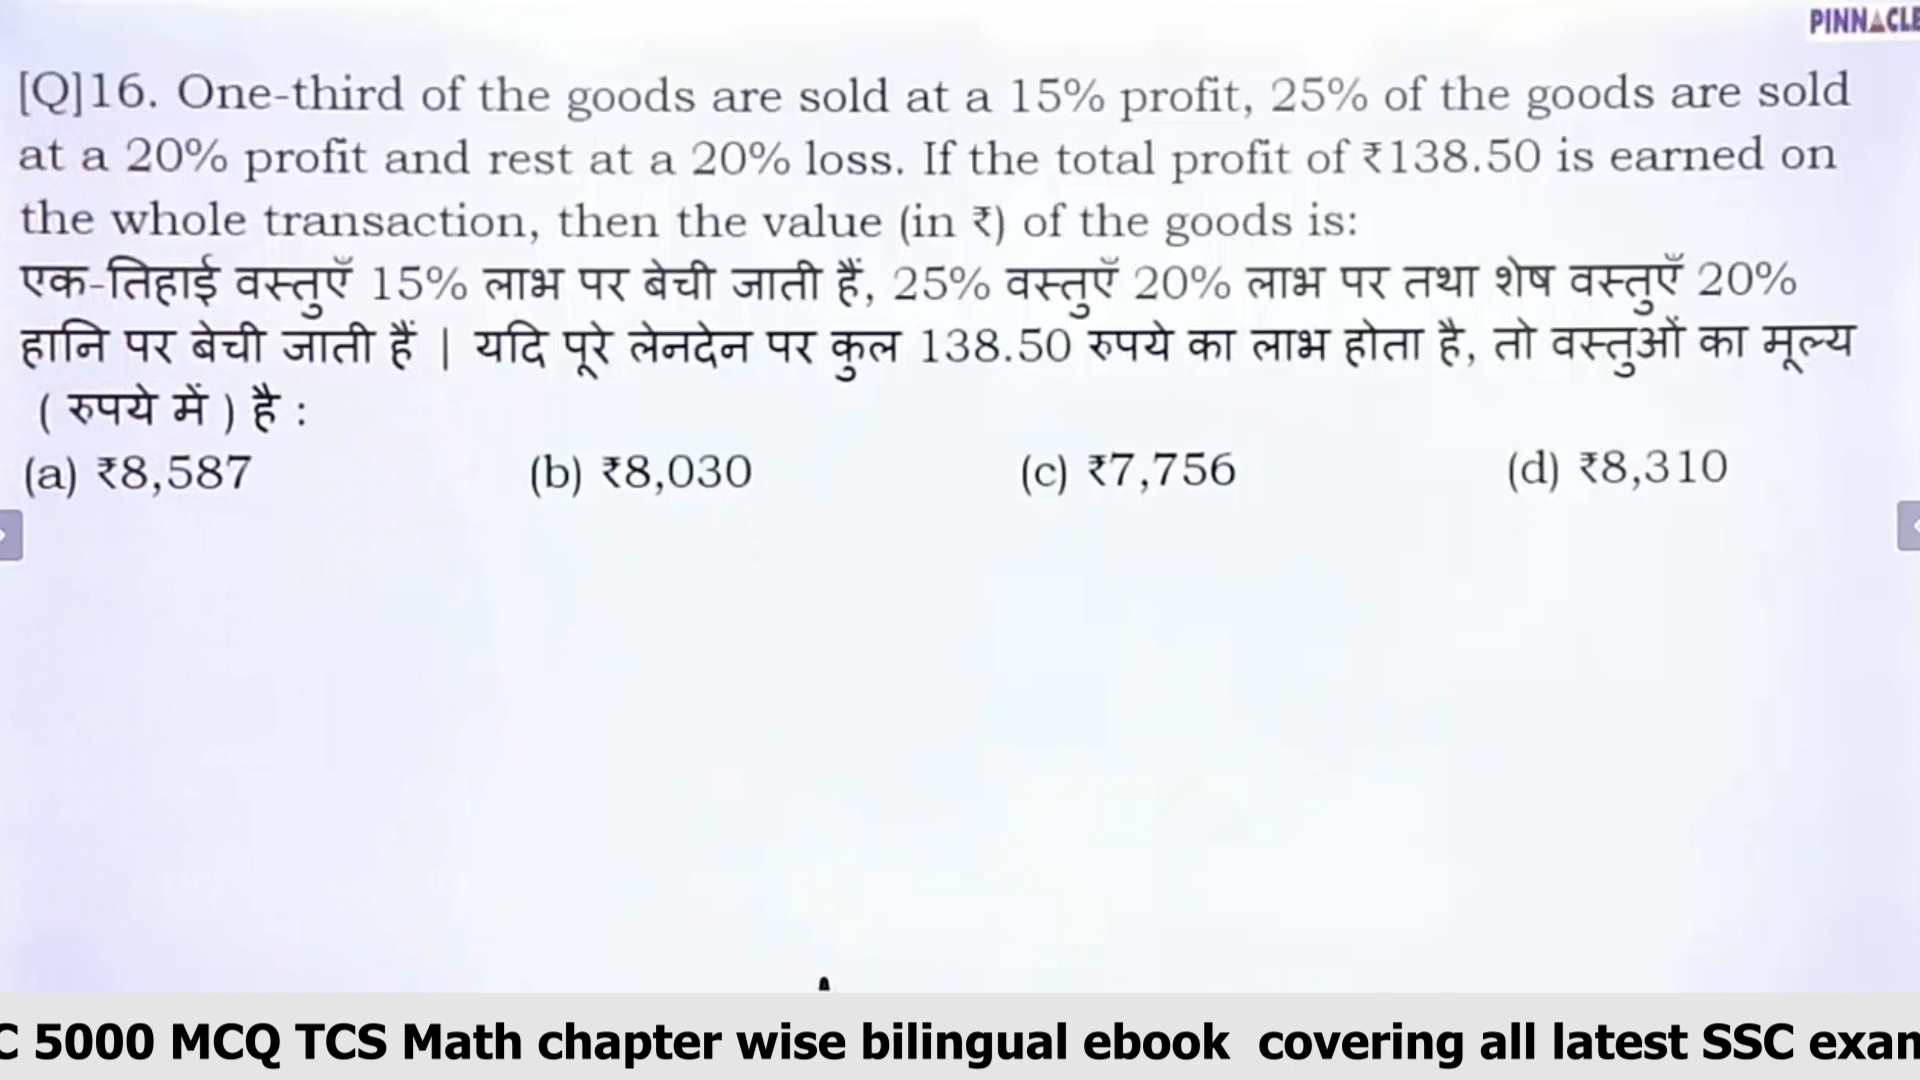 PINNACLE
[Q]16. One-third of the goods are sold at a 15% profit, 25% of the goods are sold
at a 20% profit and rest at a 20% loss. If the total profit of ₹138.50 is earned on
the whole transaction, then the value (in ₹) of the goods is:
एक-तिहाई वस्तुएँ 15% लाभ पर बेची जाती हैं, 25% वस्तुएँ 20% लाभ पर तथा शेष वस्तुएँ 20%
हानि पर बेची जाती हैं | यदि पूरे लेनदेन पर कुल 138.50 रुपये का लाभ होता है, तो वस्तुओं का मूल्य
( रुपये में ) है :
(a) ₹8,587 (b) ₹8,030 (c) ₹7,756 (d) ₹8,310
C 5000 MCQ TCS Math chapter wise bilingual ebook covering all latest SSC exam